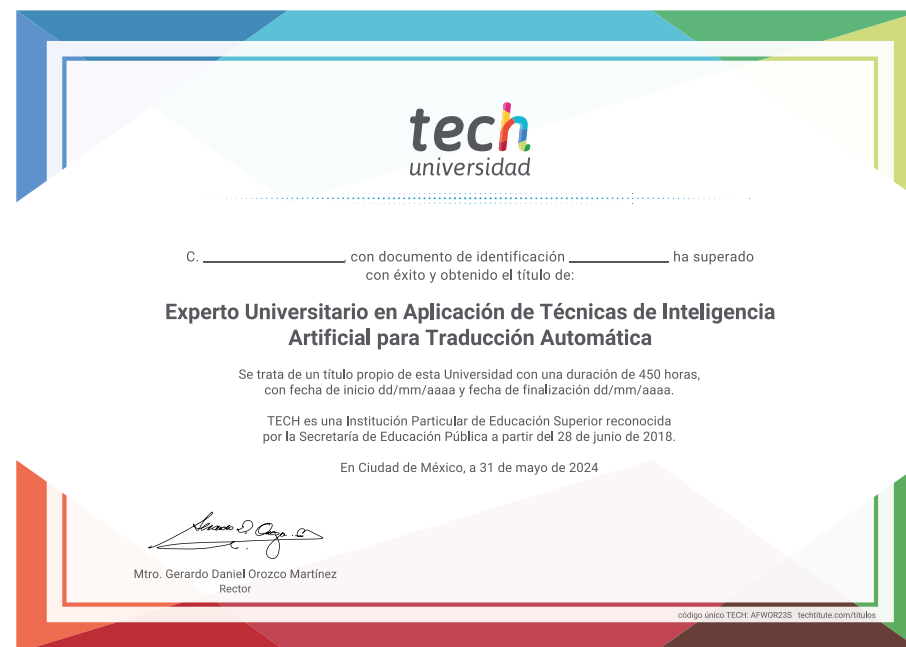 tech
universidad
C. ____________, con documento de identificación ____________ ha superado
con éxito y obtenido el título de:
Experto Universitario en Aplicación de Técnicas de Inteligencia
Artificial para Traducción Automática
Se trata de un título propio de esta Universidad con una duración de 450 horas,
con fecha de inicio dd/mm/aaaa y fecha de finalización dd/mm/aaaa.
TECH es una Institución Particular de Educación Superior reconocida
por la Secretaría de Educación Pública a partir del 28 de junio de 2018.
En Ciudad de México, a 31 de mayo de 2024
Mtro. Gerardo Daniel Orozco Martínez
Rector
código único TECH: AFWOR23S techtitute.com/titulos